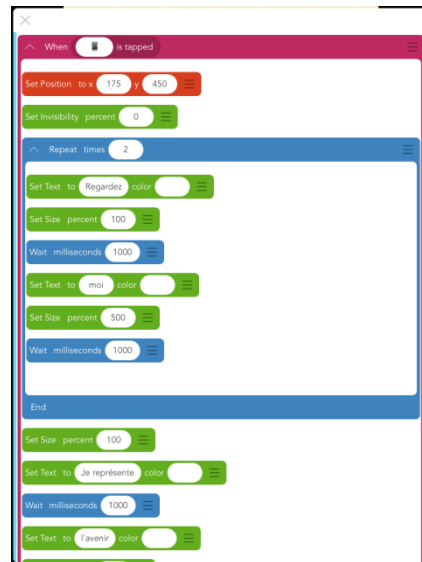 When is tapped
Set Position to x 175 y 450
Set Invisibility percent 0
Repeat times 2
Set Text to Regardez color
Set Size percent 100
Wait milliseconds 1000
Set Text to moi color
Set Size percent 500
Wait milliseconds 1000
End
Set Size percent 100
Set Text to Je représente color
Wait milliseconds 1000
Set Text to l'avenir color